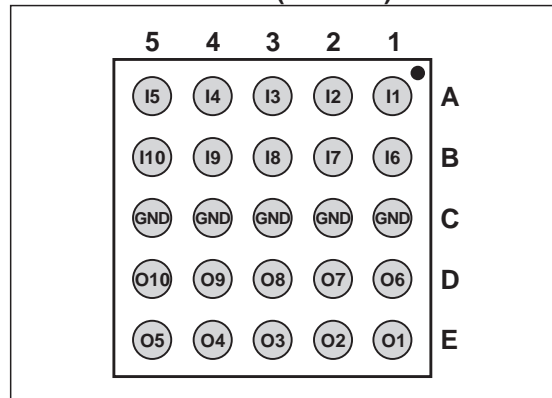 5 4 3 2 1
I5 I4 I3 I2 I1 A
I10 I9 I8 I7 I6 B
GND GND GND GND GND C
O10 O9 O8 O7 O6 D
O5 O4 O3 O2 O1 E